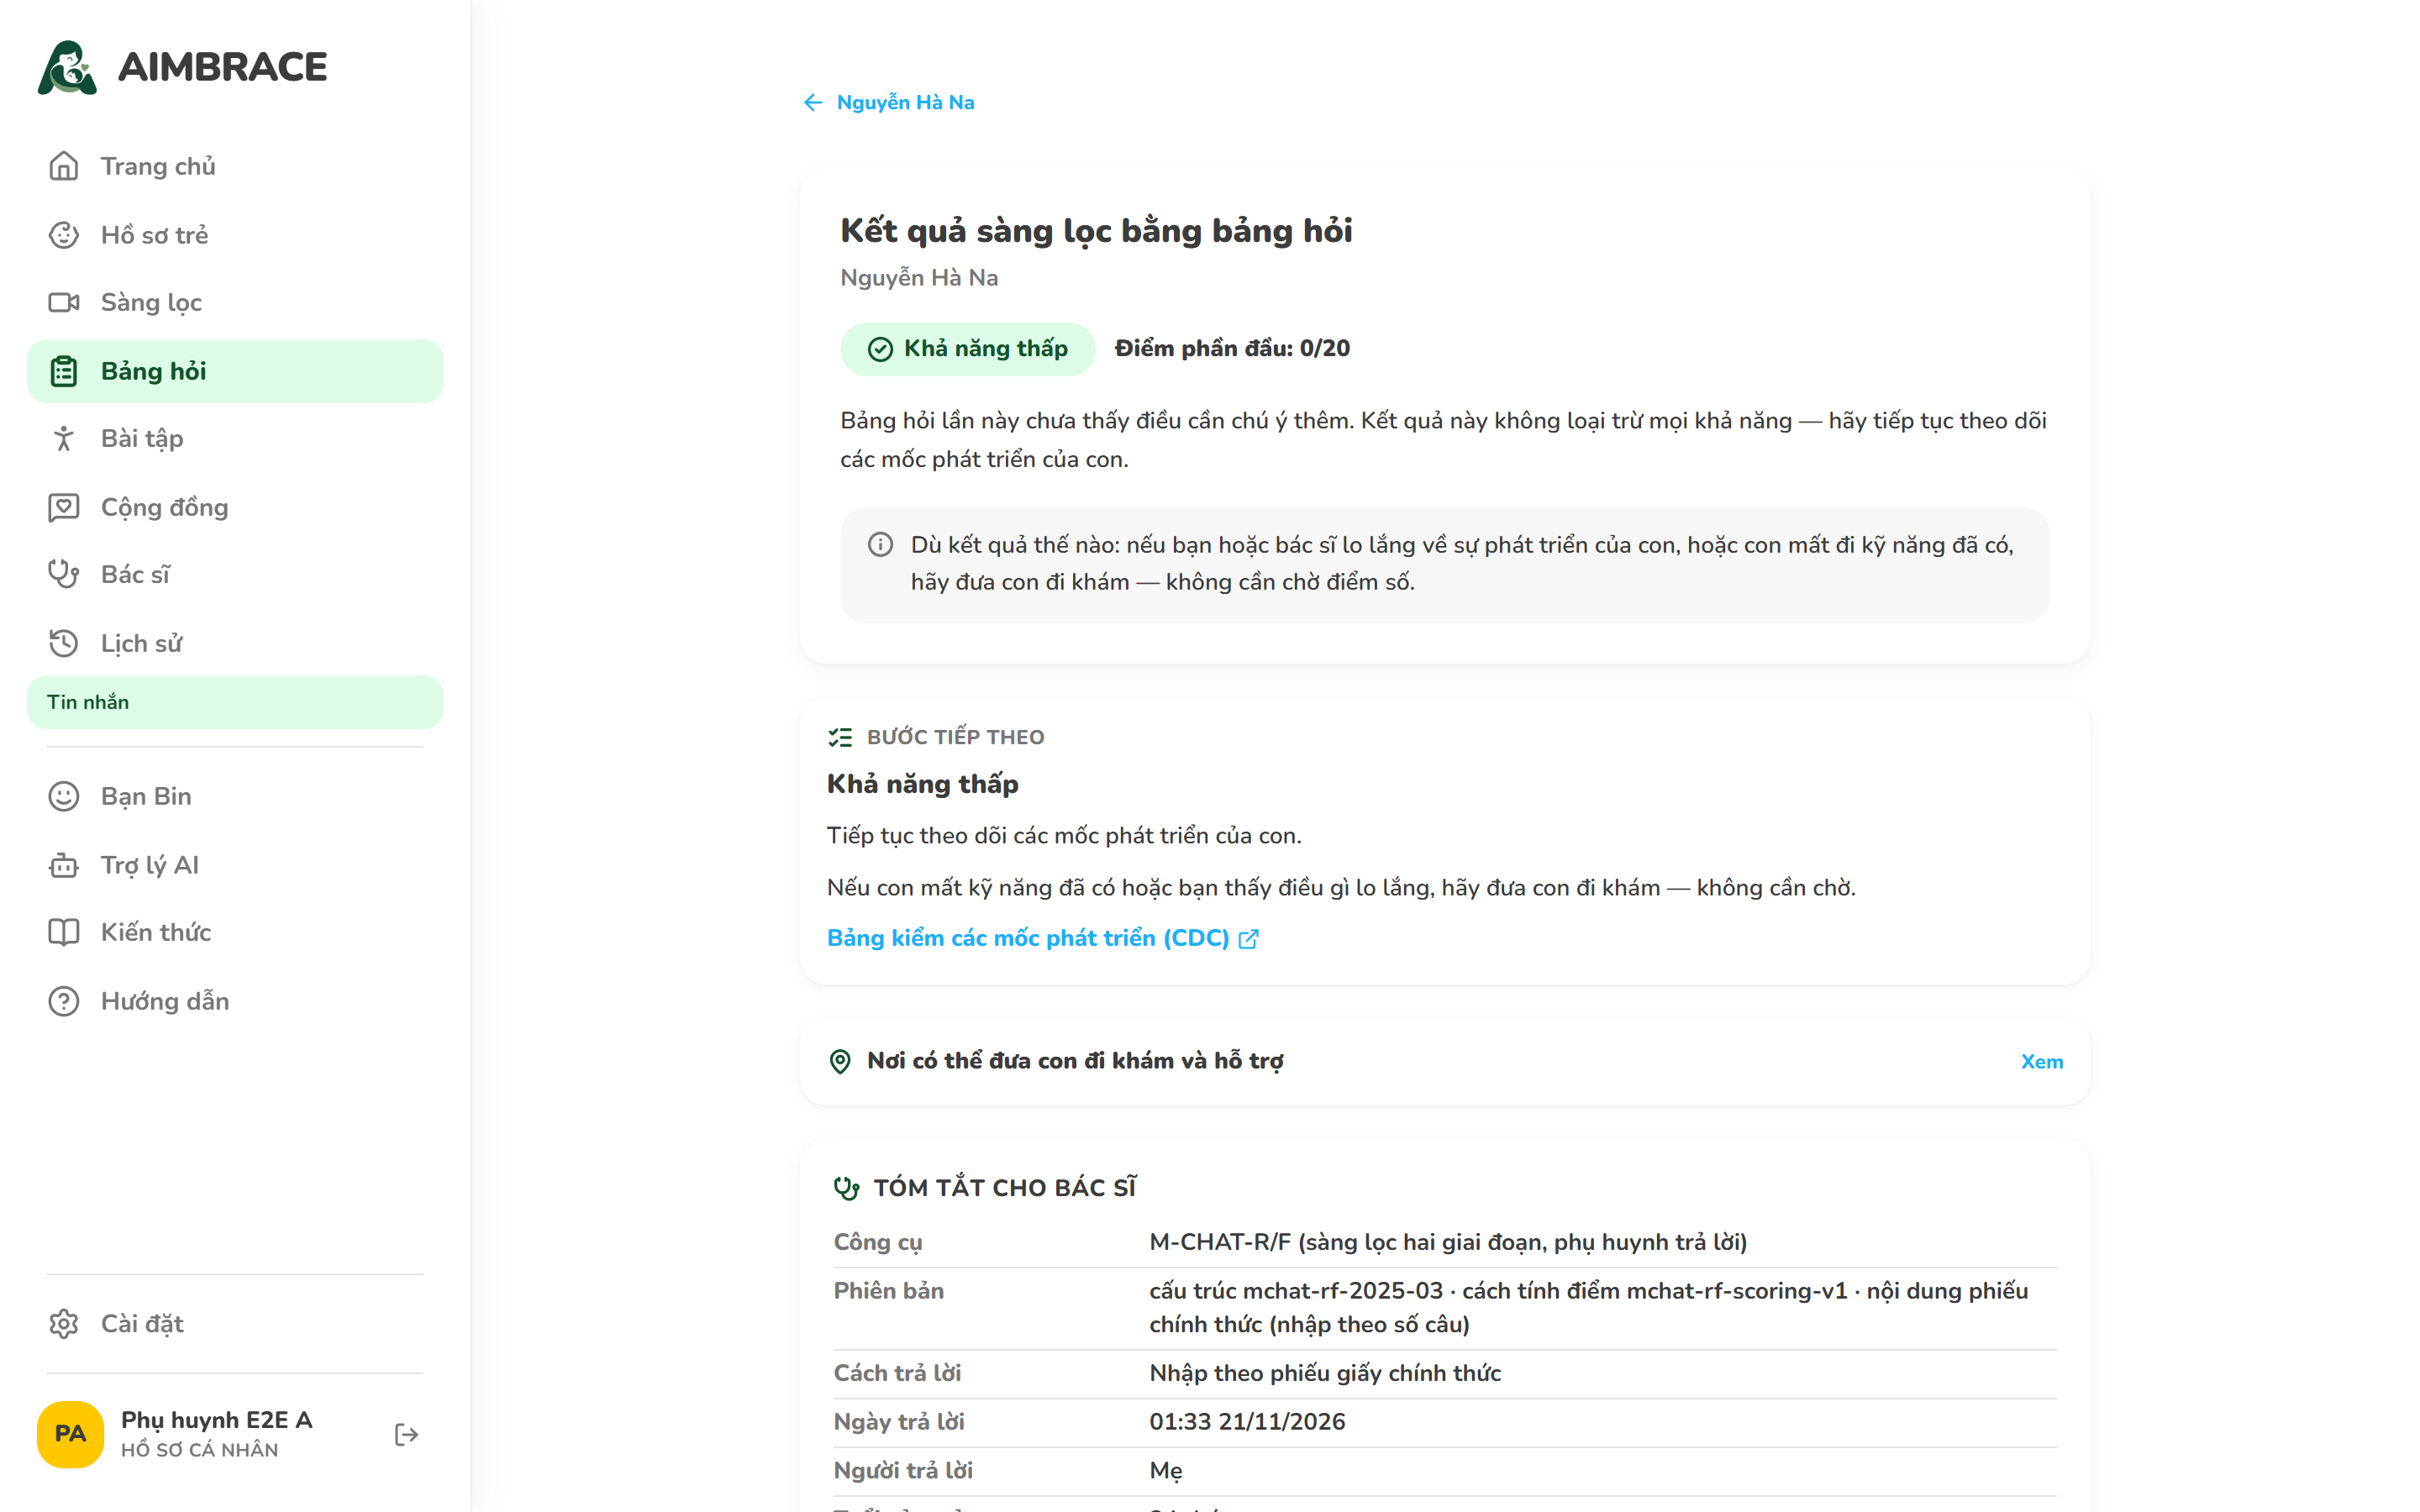 AIMBRACE
Trang chủ
Hồ sơ trẻ
Sàng lọc
Bảng hỏi
Bài tập
Cộng đồng
Bác sĩ
Lịch sử
Tin nhắn
Bạn Bin
Trợ lý AI
Kiến thức
Hướng dẫn
Cài đặt
PA
Phụ huynh E2E A
HỒ SƠ CÁ NHÂN
Nguyễn Hà Na
Kết quả sàng lọc bằng bảng hỏi
Nguyễn Hà Na
Khả năng thấp
Điểm phần đầu: 0/20
Bảng hỏi lần này chưa thấy điều cần chú ý thêm. Kết quả này không loại trừ mọi khả năng — hãy tiếp tục theo dõi
các mốc phát triển của con.
Dù kết quả thế nào: nếu bạn hoặc bác sĩ lo lắng về sự phát triển của con, hoặc con mất đi kỹ năng đã có,
hãy đưa con đi khám — không cần chờ điểm số.
BƯỚC TIẾP THEO
Khả năng thấp
Tiếp tục theo dõi các mốc phát triển của con.
Nếu con mất kỹ năng đã có hoặc bạn thấy điều gì lo lắng, hãy đưa con đi khám — không cần chờ.
Bảng kiểm các mốc phát triển (CDC)
Nơi có thể đưa con đi khám và hỗ trợ
Xem
TÓM TẮT CHO BÁC SĨ
Công cụ
M-CHAT-R/F (sàng lọc hai giai đoạn, phụ huynh trả lời)
Phiên bản
cấu trúc mchat-rf-2025-03 · cách tính điểm mchat-rf-scoring-v1 · nội dung phiếu
chính thức (nhập theo số câu)
Cách trả lời
Nhập theo phiếu giấy chính thức
Ngày trả lời
01:33 21/11/2026
Người trả lời
Mẹ